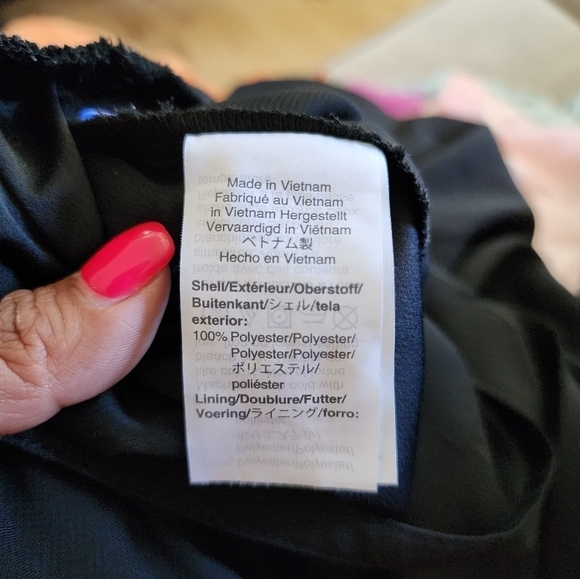 Made in Vietnam
Fabriqué au Vietnam
in Vietnam Hergestellt
Vervaardigd in Viëtnam
ベトナム製
Hecho en Vietnam
Shell/Extérieur/Oberstoff/
Buitenkant/シェル/tela
exterior:
100% Polyester/Polyester/
Polyester/Polyester/
ポリエステル/
poliéster
Lining/Doublure/Futter/
Voering/ライニング/forro: